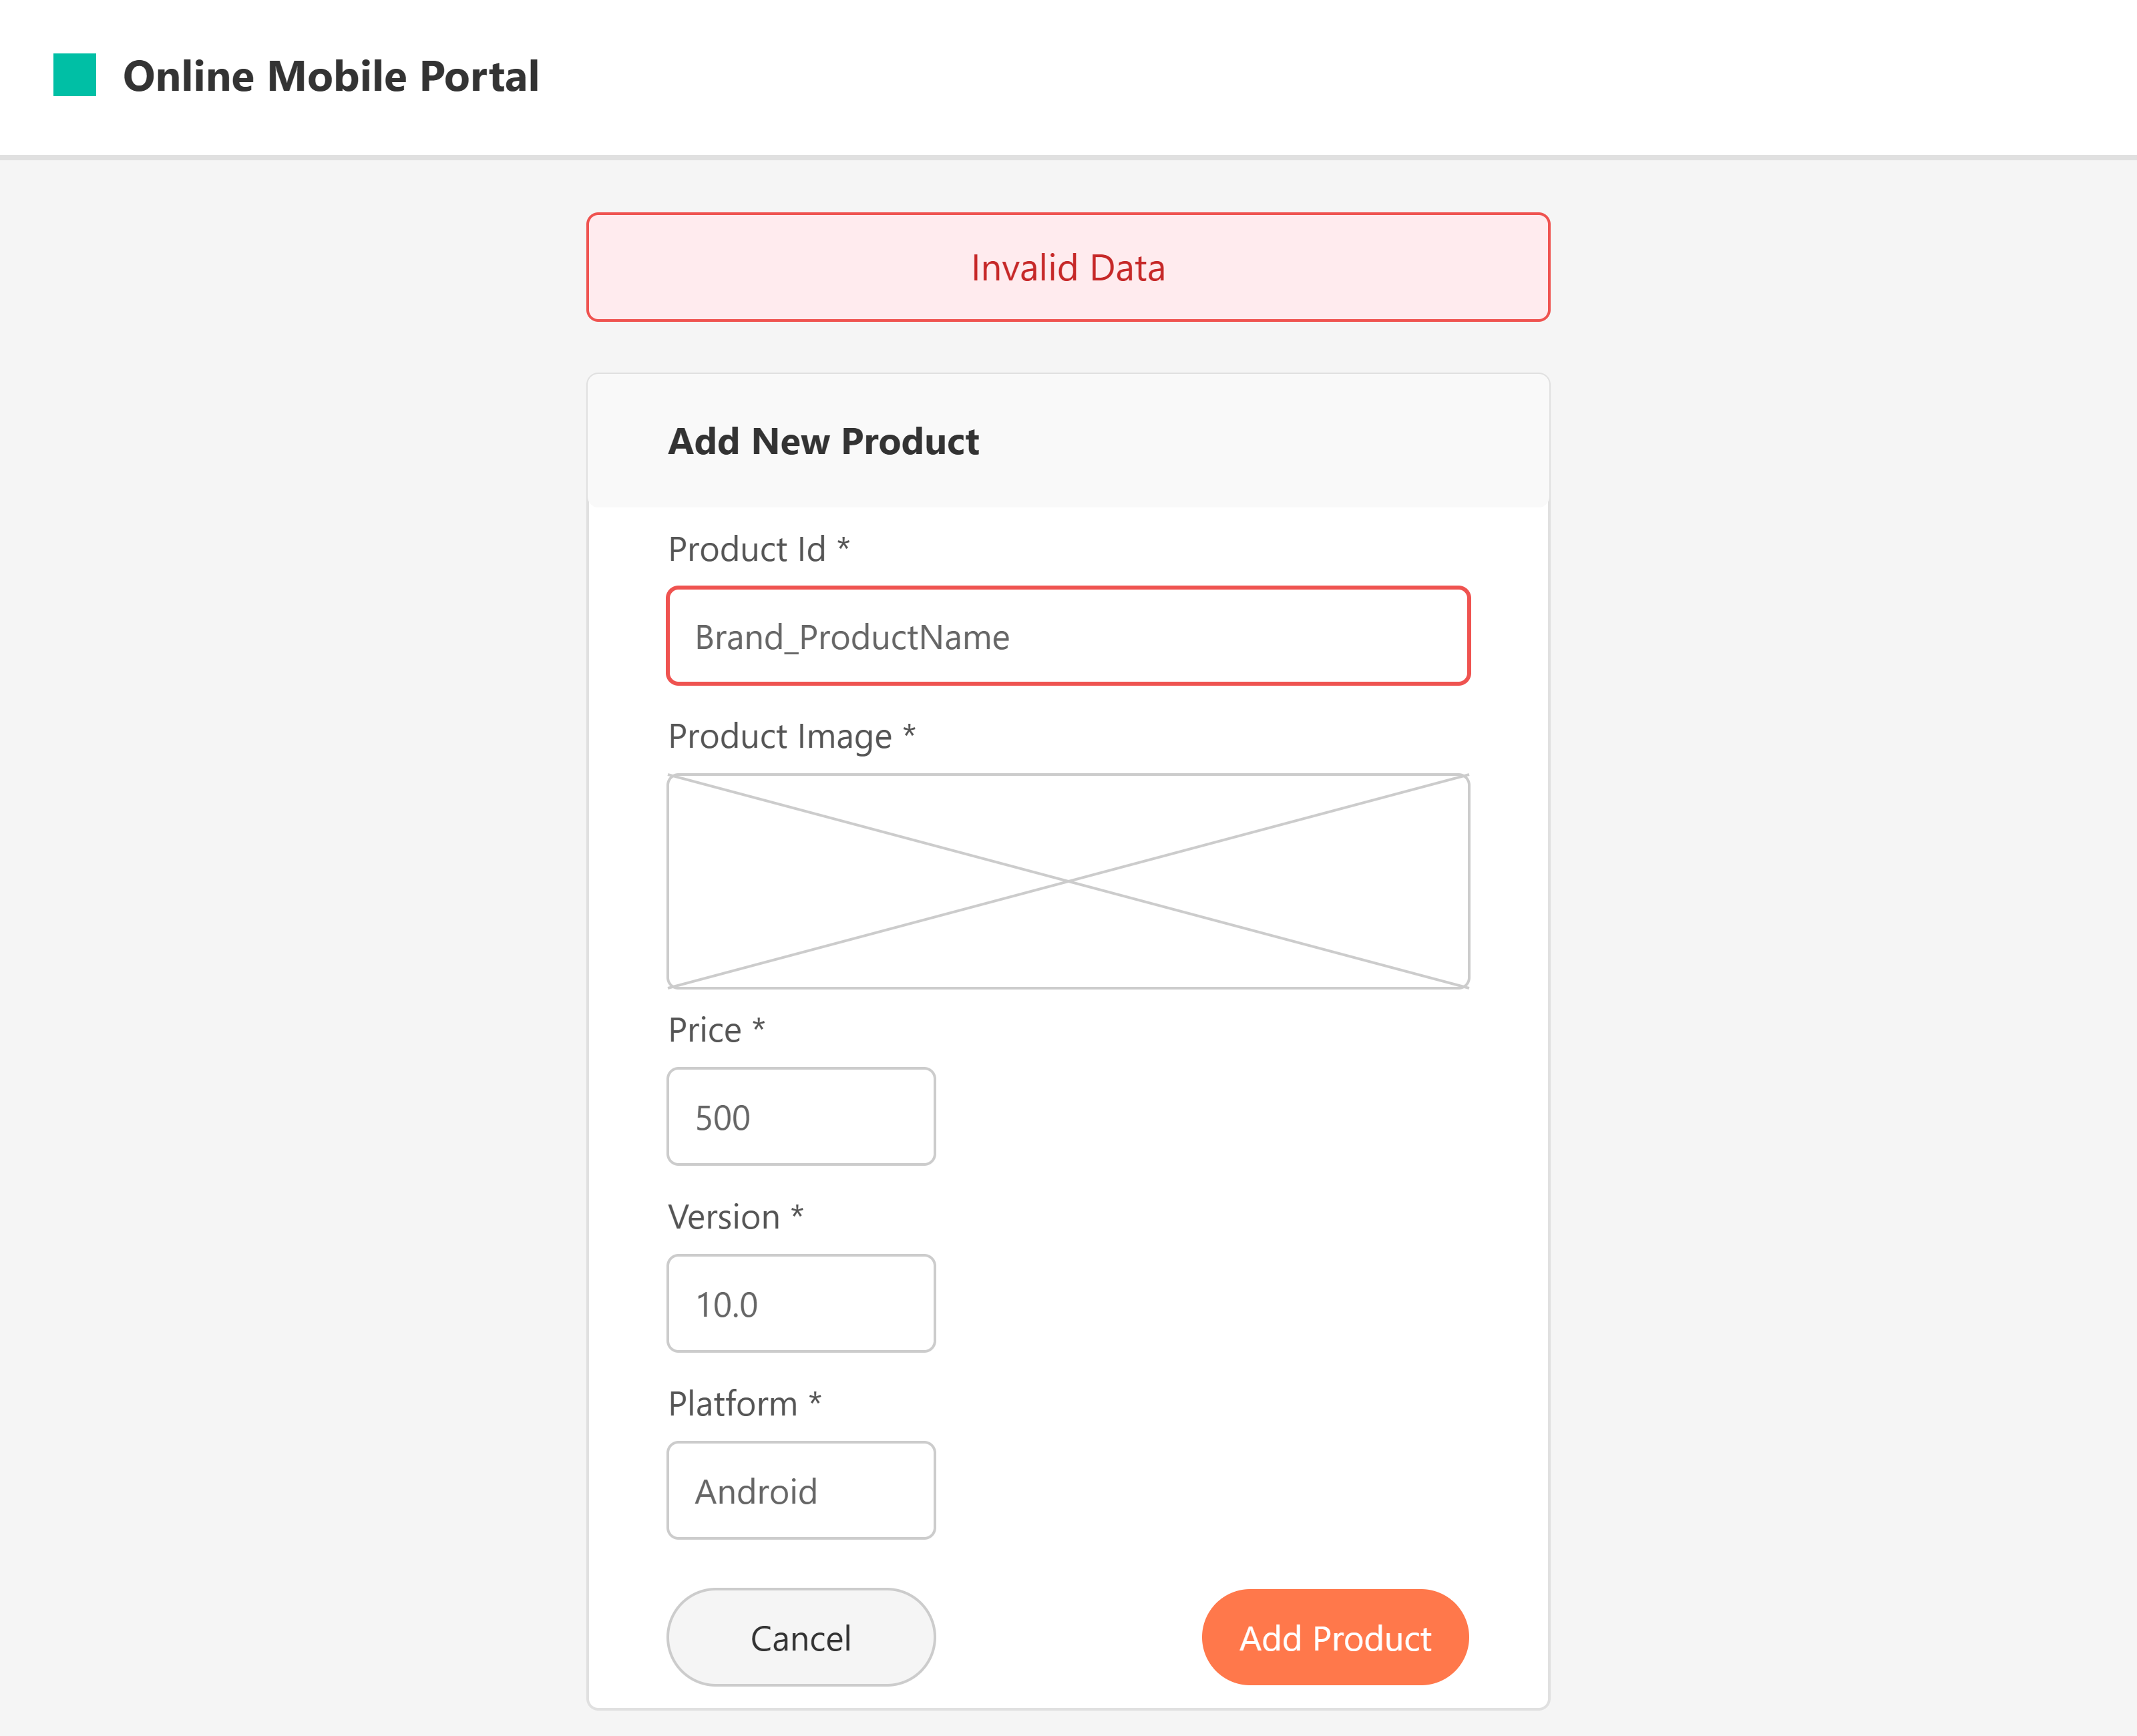 Online Mobile Portal
Invalid Data
Add New Product
Product Id *
Brand_ProductName
Product Image *
Price *
500
Version *
10.0
Platform *
Android
Cancel
Add Product